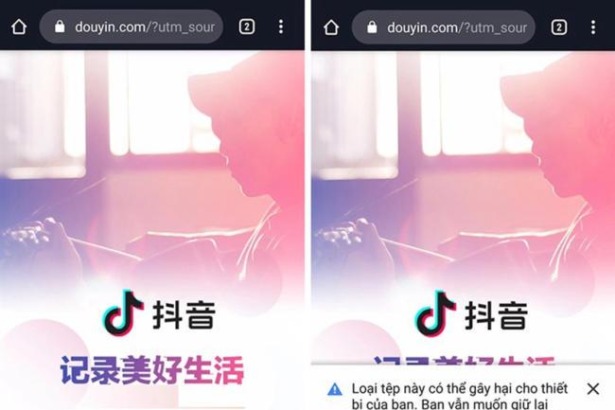 douyin.com/?utm_sour
2
抖音
记录美好生活
douyin.com/?utm_sour
2
抖音
记录美好生活
Loại tệp này có thể gây hại cho thiết
bị của bạn. Bạn vẫn muốn giữ lại